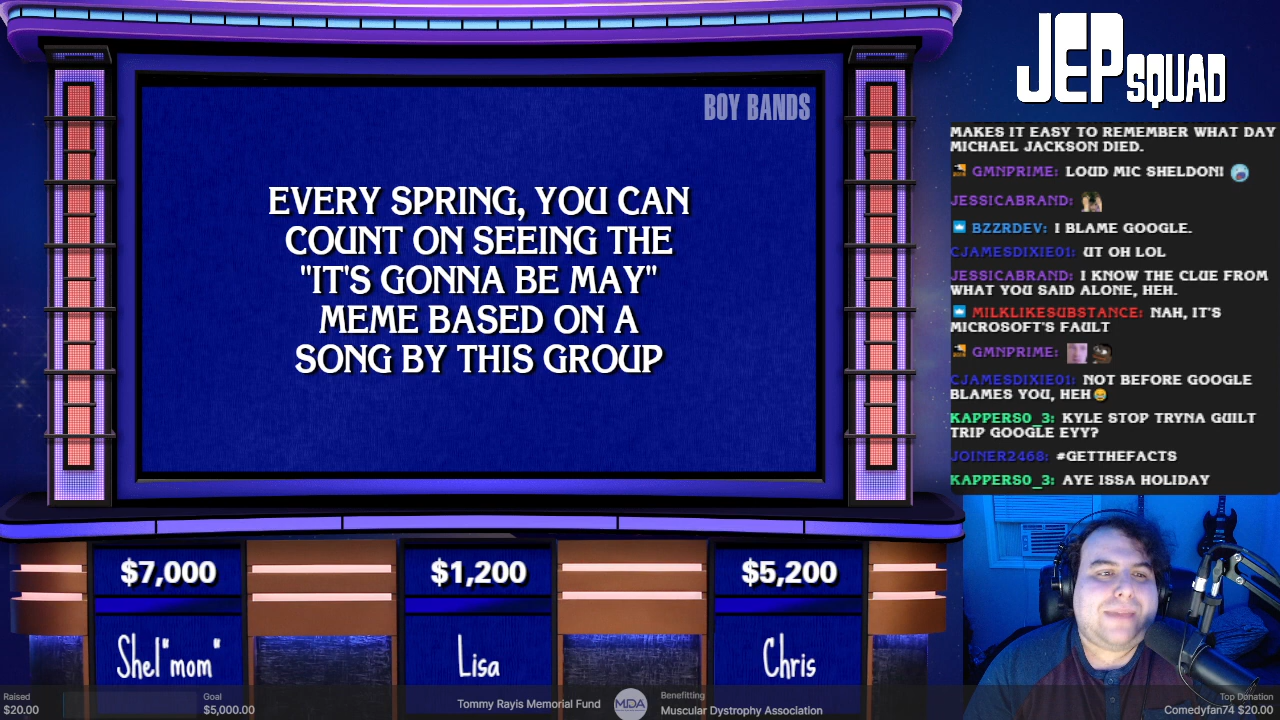 BOY BANDS
EVERY SPRING, YOU CAN
COUNT ON SEEING THE
"IT'S GONNA BE MAY"
MEME BASED ON A
SONG BY THIS GROUP
$7,000
$1,200
$5,200
Shel"mom"
Lisa
Chris
JEP SQUAD
MAKES IT EASY TO REMEMBER WHAT DAY
MICHAEL JACKSON DIED.
GMNPRIME: LOUD MIC SHELDON!
JESSICABRAND:
BZZRDEV: I BLAME GOOGLE.
CJAMESDIXIE01: UT OH LOL
JESSICABRAND: I KNOW THE CLUE FROM
WHAT YOU SAID ALONE, HEH.
MILKLIKESUBSTANCE: NAH, IT'S
MICROSOFT'S FAULT
GMNPRIME:
CJAMESDIXIE01: NOT BEFORE GOOGLE
BLAMES YOU, HEH😂
KAPPERS0_3: KYLE STOP TRYNA GUILT
TRIP GOOGLE EYY?
JOINER2468: #GETTHEFACTS
KAPPERS0_3: AYE ISSA HOLIDAY
Raised
$20.00
Goal
$5,000.00
Tommy Rayis Memorial Fund
MDA
Benefitting
Muscular Dystrophy Association
Top Donation
Comedyfan74 $20.00